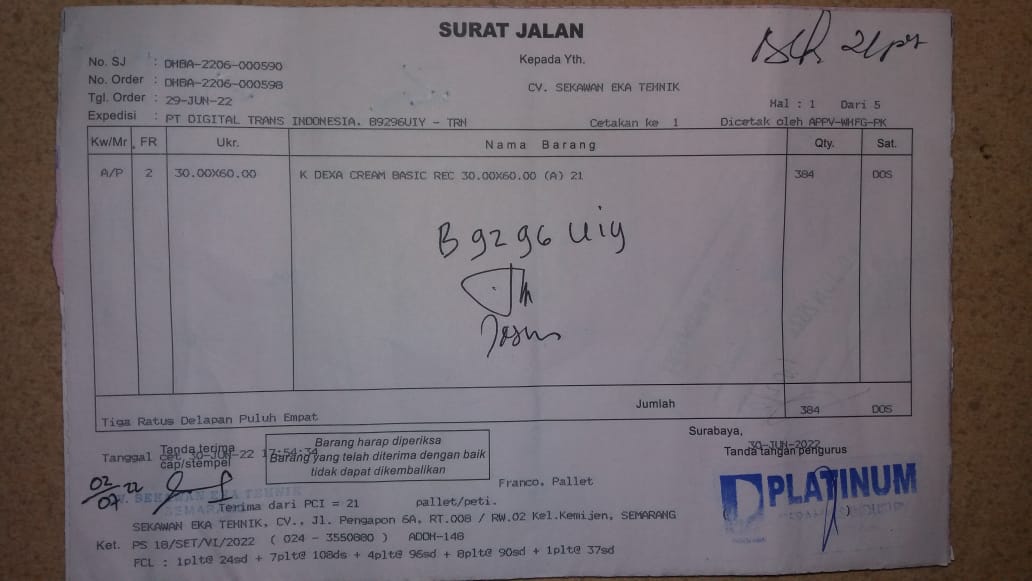 SURAT JALAN
No. SJ : DHBA-2206-000590
No. Order : DHBA-2206-000598
Tgl. Order : 29-JUN-22
Expedisi : PT DIGITAL TRANS INDONESIA. B9296UIY - TRN
Kepada Yth.
CV. SEKAWAN EKA TEHNIK
Hal : 1 Dari 5
Cetakan ke 1 Dicetak oleh APPV-WHFG-PK
Kw/Mr. FR Ukr. Nama Barang Qty. Sat.
A/P 2 30.00X60.00 K DEXA CREAM BASIC REC 30.00X60.00 (A) 21 384 DOS
B 9296 Uiy
Jumlah 384 DOS
Tiga Ratus Delapan Puluh Empat
Surabaya, 30-JUN-2022
Tanda tangan pengurus
Tanggal cet 30-JUN-22 17:54:34
Tanda terima
cap/stempel
Barang harap diperiksa
Barang yang telah diterima dengan baik
tidak dapat dikembalikan
02/07 22
SEKAWAN EKA TEHNIK
SEMARANG
PLATINUM
Franco. Pallet
Terima dari PCI = 21 pallet/peti.
SEKAWAN EKA TEHNIK, CV., Jl. Pengapon 6A, RT.008 / RW.02 Kel.Kemijen, SEMARANG
Ket. PS 18/SET/VI/2022 ( 024 - 3550880 ) ADDM-148
FCL : 1plt@ 24sd + 7plt@ 108ds + 4plt@ 96sd + 8plt@ 90sd + 1plt@ 37sd